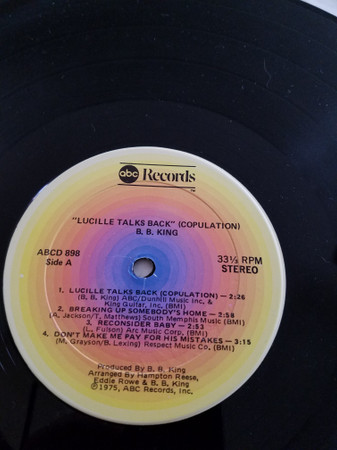 abc Records
"LUCILLE TALKS BACK" (COPULATION)
B. B. KING
ABCD 898
Side A
33⅓ RPM
STEREO
1. LUCILLE TALKS BACK (COPULATION) — 2:26
(B. B. King) ABC/Dunhill Music Inc. &
King Guitar, Inc. (BMI)
2. BREAKING UP SOMEBODY'S HOME — 2:58
(A. Jackson/T. Matthews) South Memphis Music (BMI)
3. RECONSIDER BABY — 2:53
(L. Fulson) Arc Music Corp. (BMI)
4. DON'T MAKE ME PAY FOR HIS MISTAKES — 3:15
(M. Grayson/B. Lexing) Respect Music Co. (BMI)
Produced By B. B. King
Arranged By Hampton Reese,
Eddie Rowe & B. B. King
©1975, ABC Records, Inc.